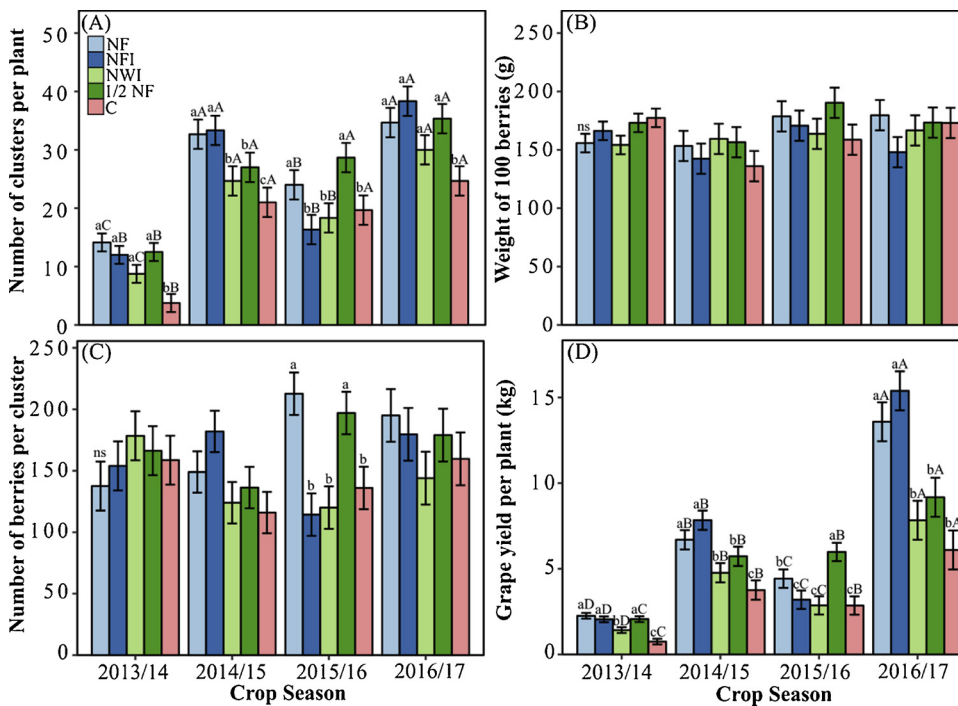 (A)
Number of clusters per plant
50
40
30
20
10
0
NF
NFI
NWI
1/2 NF
C
aC
aB
aC
aB
bB
aA
aA
bA
bA
cA
aB
bB
bB
aA
bA
aA
aA
aA
aA
bA
(B)
Weight of 100 berries (g)
250
200
150
100
50
0
ns
(C)
Number of berries per cluster
250
200
150
100
50
0
ns
a
b
b
a
b
2013/14 2014/15 2015/16 2016/17
Crop Season
(D)
Grape yield per plant (kg)
15
10
5
0
aD
aD
bD
aC
cC
aB
aB
bB
bB
cB
bC
cC
cC
aB
cB
aA
aA
bA
bA
bA
2013/14 2014/15 2015/16 2016/17
Crop Season